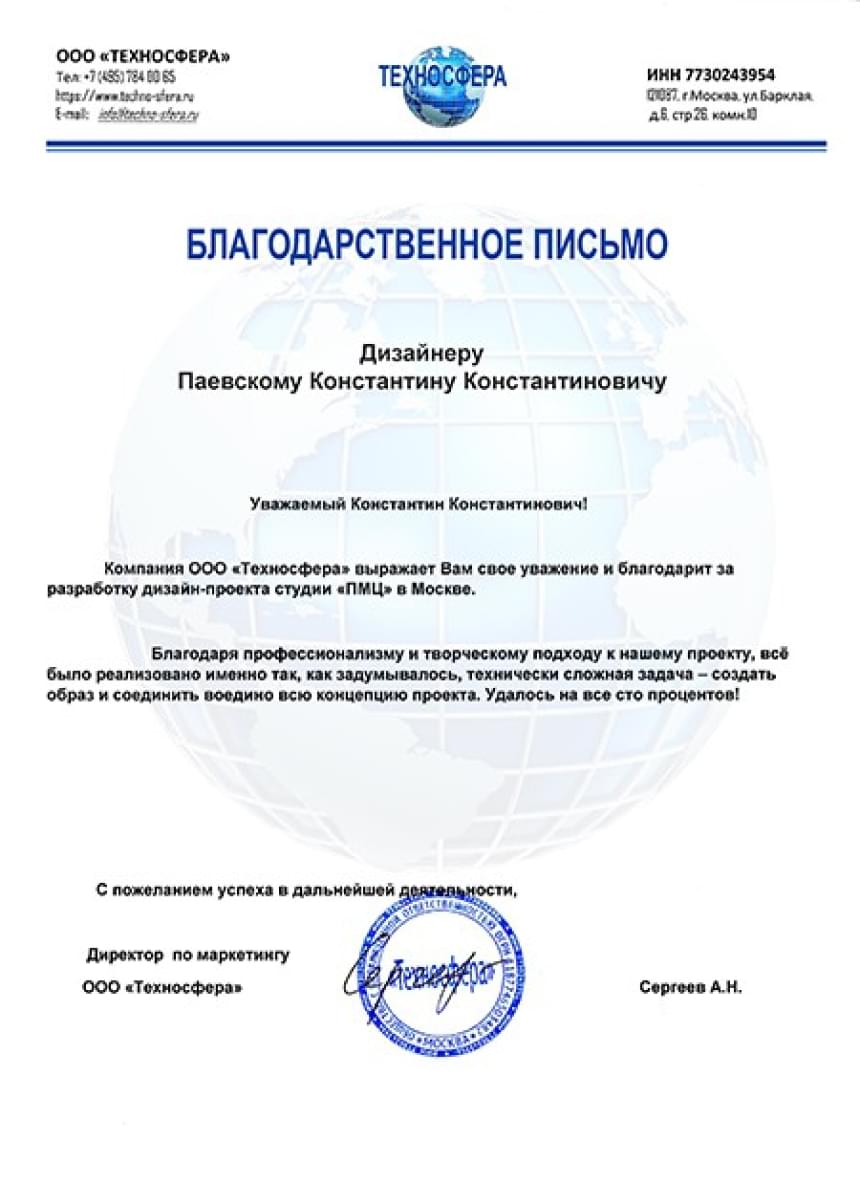 ООО «ТЕХНОСФЕРА»
Тел: +7 (495) 784 00 65
https://www.techno-sfera.ru
E-mail: info@techno-sfera.ru
ТЕХНОСФЕРА
ИНН 7730243954
121087, г.Москва, ул.Барклая,
д.6, стр 26, комн.10
БЛАГОДАРСТВЕННОЕ ПИСЬМО
Дизайнеру
Паевскому Константину Константиновичу
Уважаемый Константин Константинович!
Компания ООО «Техносфера» выражает Вам свое уважение и благодарит за
разработку дизайн-проекта студии «ПМЦ» в Москве.
Благодаря профессионализму и творческому подходу к нашему проекту, всё
было реализовано именно так, как задумывалось, технически сложная задача – создать
образ и соединить воедино всю концепцию проекта. Удалось на все сто процентов!
С пожеланием успеха в дальнейшей деятельности,
Директор по маркетингу
ООО «Техносфера»
Сергеев А.Н.
«Техносфера»
ОТВЕТСТВЕННОСТЬЮ ОГРН
МОСКВА